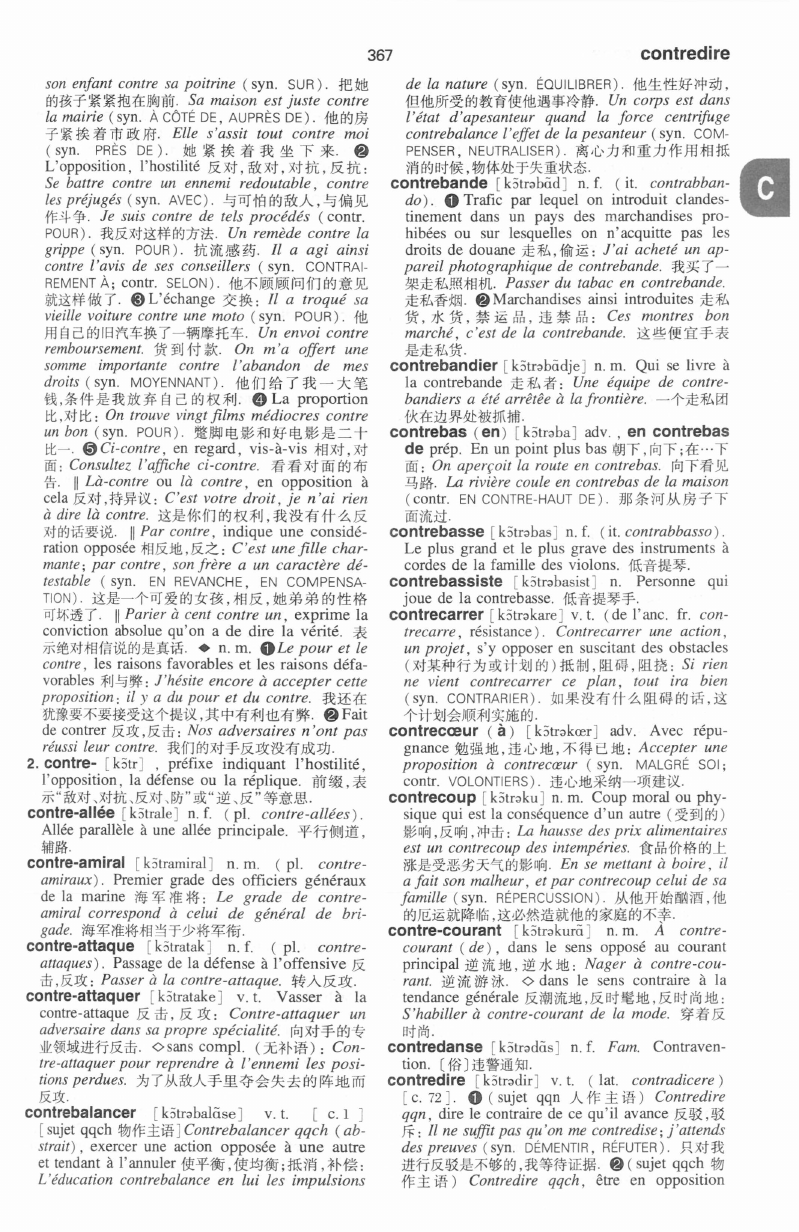 367
contredire
son enfant contre sa poitrine (syn. SUR). 把她
的孩子紧紧抱在胸前. Sa maison est juste contre
la mairie (syn. À CÔTÉ DE, AUPRÈS DE). 他的房
子紧挨着市政府. Elle s'assit tout contre moi
(syn. PRÈS DE). 她紧挨着我坐下来. ❷
L'opposition, l'hostilité 反对,敌对,对抗,反抗:
Se battre contre un ennemi redoutable, contre
les préjugés (syn. AVEC). 与可怕的敌人,与偏见
作斗争. Je suis contre de tels procédés (contr.
POUR). 我反对这样的方法. Un remède contre la
grippe (syn. POUR). 抗流感药. Il a agi ainsi
contre l'avis de ses conseillers (syn. CONTRAI-
REMENT À; contr. SELON). 他不顾顾问们的意见
就这样做了. ❸ L'échange 交换: Il a troqué sa
vieille voiture contre une moto (syn. POUR). 他
用自己的旧汽车换了一辆摩托车. Un envoi contre
remboursement. 货到付款. On m'a offert une
somme importante contre l'abandon de mes
droits (syn. MOYENNANT). 他们给了我一大笔
钱,条件是我放弃自己的权利. ❹ La proportion
比,对比: On trouve vingt films médiocres contre
un bon (syn. POUR). 蹩脚电影和好电影是二十
比一. ❺ Ci-contre, en regard, vis-à-vis 相对,对
面: Consultez l'affiche ci-contre. 看看对面的布
告. ‖ Là-contre ou là contre, en opposition à
cela 反对,持异议: C'est votre droit, je n'ai rien
à dire là contre. 这是你们的权利,我没有什么反
对的话要说. ‖ Par contre, indique une considé-
ration opposée 相反地,反之: C'est une fille char-
mante; par contre, son frère a un caractère dé-
testable (syn. EN REVANCHE, EN COMPENSA-
TION). 这是一个可爱的女孩,相反,她弟弟的性格
可坏透了. ‖ Parier à cent contre un, exprime la
conviction absolue qu'on a de dire la vérité. 表
示绝对相信说的是真话. ◆ n. m. ❶ Le pour et le
contre, les raisons favorables et les raisons défa-
vorables 利与弊: J'hésite encore à accepter cette
proposition: il y a du pour et du contre. 我还在
犹豫要不要接受这个提议,其中有利也有弊. ❷ Fait
de contrer 反攻,反击: Nos adversaires n'ont pas
réussi leur contre. 我们的对手反攻没有成功.
2. contre- [kɔ̃tr], préfixe indiquant l'hostilité,
l'opposition, la défense ou la réplique. 前缀,表
示“敌对、对抗、反对、防”或“逆、反”等意思.
contre-allée [kɔ̃trale] n. f. (pl. contre-allées).
Allée parallèle à une allée principale. 平行侧道,
辅路.
contre-amiral [kɔ̃tramiral] n. m. (pl. contre-
amiraux). Premier grade des officiers généraux
de la marine 海军准将: Le grade de contre-
amiral correspond à celui de général de bri-
gade. 海军准将相当于少将军衔.
contre-attaque [kɔ̃tratak] n. f. (pl. contre-
attaques). Passage de la défense à l'offensive 反
击,反攻: Passer à la contre-attaque. 转入反攻.
contre-attaquer [kɔ̃tratake] v. t. Vasser à la
contre-attaque 反击,反攻: Contre-attaquer un
adversaire dans sa propre spécialité. 向对手的专
业领域进行反击. ◇ sans compl. (无补语): Con-
tre-attaquer pour reprendre à l'ennemi les posi-
tions perdues. 为了从敌人手里夺会失去的阵地而
反攻.
contrebalancer [kɔ̃trəbalɑ̃se] v. t. [c. 1]
[sujet qqch 物作主语] Contrebalancer qqch (ab-
strait), exercer une action opposée à une autre
et tendant à l'annuler 使平衡,使均衡;抵消,补偿:
L'éducation contrebalance en lui les impulsions
de la nature (syn. ÉQUILIBRER). 他生性好冲动,
但他所受的教育使他遇事冷静. Un corps est dans
l'état d'apesanteur quand la force centrifuge
contrebalance l'effet de la pesanteur (syn. COM-
PENSER, NEUTRALISER). 离心力和重力作用相抵
消的时候,物体处于失重状态.
contrebande [kɔ̃trəbɑ̃d] n. f. (it. contrabban-
do). ❶ Trafic par lequel on introduit clandes-
tinement dans un pays des marchandises pro-
hibées ou sur lesquelles on n'acquitte pas les
droits de douane 走私,偷运: J'ai acheté un ap-
pareil photographique de contrebande. 我买了一
架走私照相机. Passer du tabac en contrebande.
走私香烟. ❷ Marchandises ainsi introduites 走私
货,水货,禁运品,违禁品: Ces montres bon
marché, c'est de la contrebande. 这些便宜手表
是走私货.
contrebandier [kɔ̃trəbɑ̃dje] n. m. Qui se livre à
la contrebande 走私者: Une équipe de contre-
bandiers a été arrêtée à la frontière. 一个走私团
伙在边界处被抓捕.
contrebas (en) [kɔ̃trəba] adv., en contrebas
de prép. En un point plus bas 朝下,向下;在…下
面: On aperçoit la route en contrebas. 向下看见
马路. La rivière coule en contrebas de la maison
(contr. EN CONTRE-HAUT DE). 那条河从房子下
面流过.
contrebasse [kɔ̃trəbas] n. f. (it. contrabbasso).
Le plus grand et le plus grave des instruments à
cordes de la famille des violons. 低音提琴.
contrebassiste [kɔ̃trəbasist] n. Personne qui
joue de la contrebasse. 低音提琴手.
contrecarrer [kɔ̃trəkare] v. t. (de l'anc. fr. con-
trecarre, résistance). Contrecarrer une action,
un projet, s'y opposer en suscitant des obstacles
(对某种行为或计划的)抵制,阻碍,阻挠: Si rien
ne vient contrecarrer ce plan, tout ira bien
(syn. CONTRARIER). 如果没有什么阻碍的话,这
个计划会顺利实施的.
contrecœur (à) [kɔ̃trəkœr] adv. Avec répu-
gnance 勉强地,违心地,不得已地: Accepter une
proposition à contrecœur (syn. MALGRÉ SOI;
contr. VOLONTIERS). 违心地采纳一项建议.
contrecoup [kɔ̃trəku] n. m. Coup moral ou phy-
sique qui est la conséquence d'un autre (受到的)
影响,反响,冲击: La hausse des prix alimentaires
est un contrecoup des intempéries. 食品价格的上
涨是受恶劣天气的影响. En se mettant à boire, il
a fait son malheur, et par contrecoup celui de sa
famille (syn. RÉPERCUSSION). 从他开始酗酒,他
的厄运就降临,这必然造就他的家庭的不幸.
contre-courant [kɔ̃trəkurɑ̃] n. m. À contre-
courant (de), dans le sens opposé au courant
principal 逆流地,逆水地: Nager à contre-cou-
rant. 逆流游泳. ◇ dans le sens contraire à la
tendance générale 反潮流地,反时髦地,反时尚地:
S'habiller à contre-courant de la mode. 穿着反
时尚.
contredanse [kɔ̃trədɑ̃s] n. f. Fam. Contraven-
tion. [俗]违警通知.
contredire [kɔ̃trədir] v. t. (lat. contradicere)
[c. 72]. ❶ (sujet qqn 人作主语) Contredire
qqn, dire le contraire de ce qu'il avance 反驳,驳
斥: Il ne suffit pas qu'on me contredise; j'attends
des preuves (syn. DÉMENTIR, RÉFUTER). 只对我
进行反驳是不够的,我等待证据. ❷ (sujet qqch 物
作主语) Contredire qqch, être en opposition
C